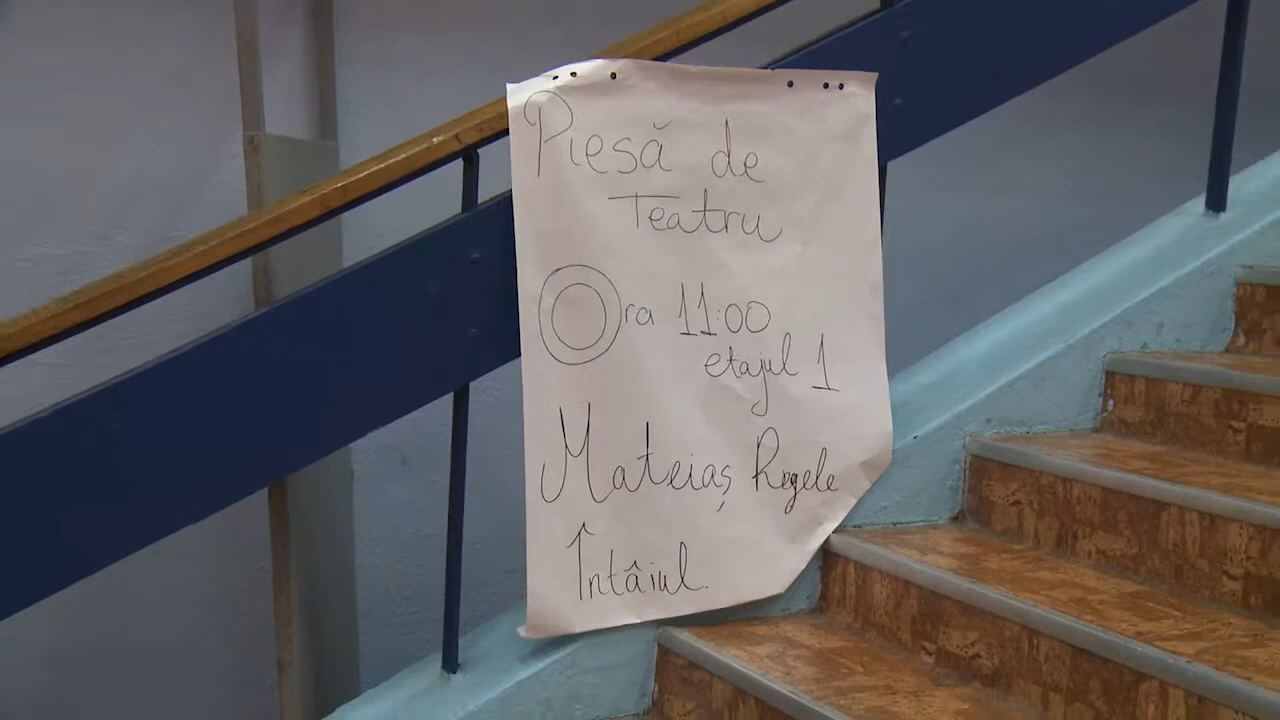 Piesă de
Teatru
Ora 11:00
etajul 1
Mateiaș Regele
Întâiul.